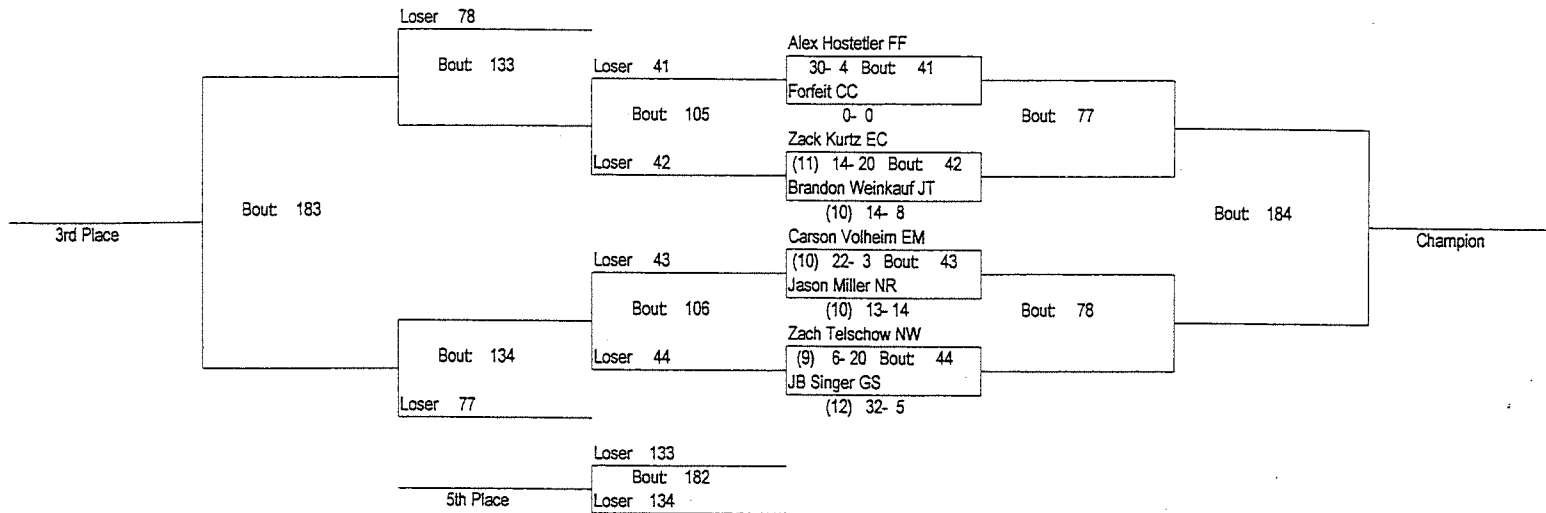 Loser 78
Bout: 133
Loser 41
Bout: 105
Loser 42
Bout: 183
3rd Place
Loser 43
Bout: 106
Loser 44
Bout: 134
Loser 77
Loser 133
Bout: 182
Loser 134
5th Place
Alex Hostetler FF
30- 4 Bout: 41
Forfeit CC
0- 0
Zack Kurtz EC
(11) 14- 20 Bout: 42
Brandon Weinkauf JT
(10) 14- 8
Carson Volheim EM
(10) 22- 3 Bout: 43
Jason Miller NR
(10) 13- 14
Zach Telschow NW
(9) 6- 20 Bout: 44
JB Singer GS
(12) 32- 5
Bout: 77
Bout: 78
Bout: 184
Champion